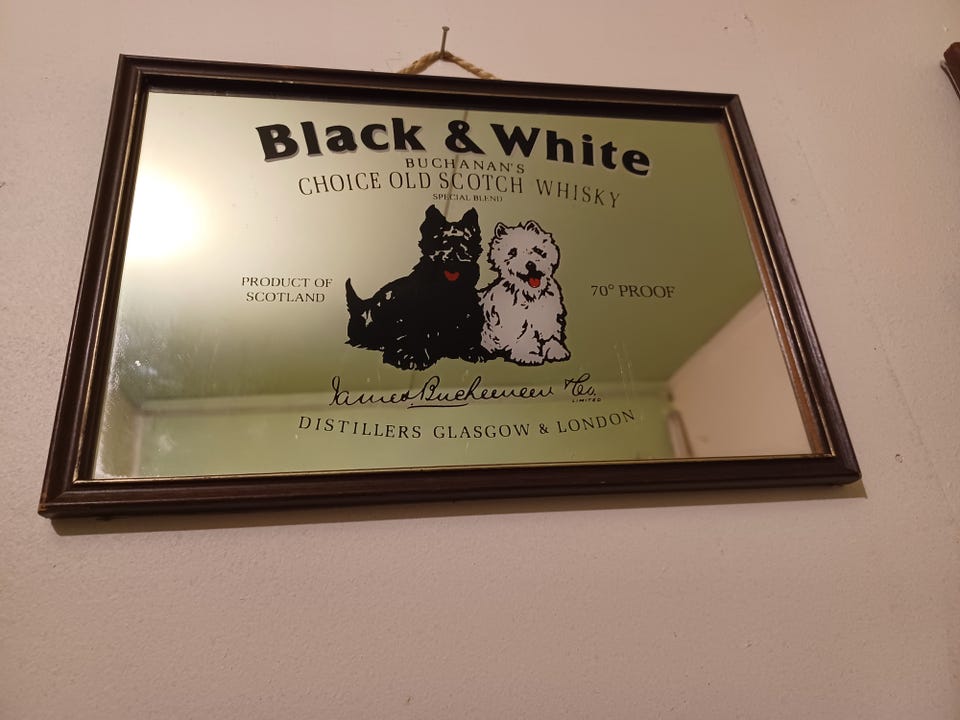 Black & White
BUCHANAN'S
CHOICE OLD SCOTCH WHISKY
SPECIAL BLEND
PRODUCT OF
SCOTLAND
70° PROOF
James Buchanan & Co.
LIMITED
DISTILLERS GLASGOW & LONDON